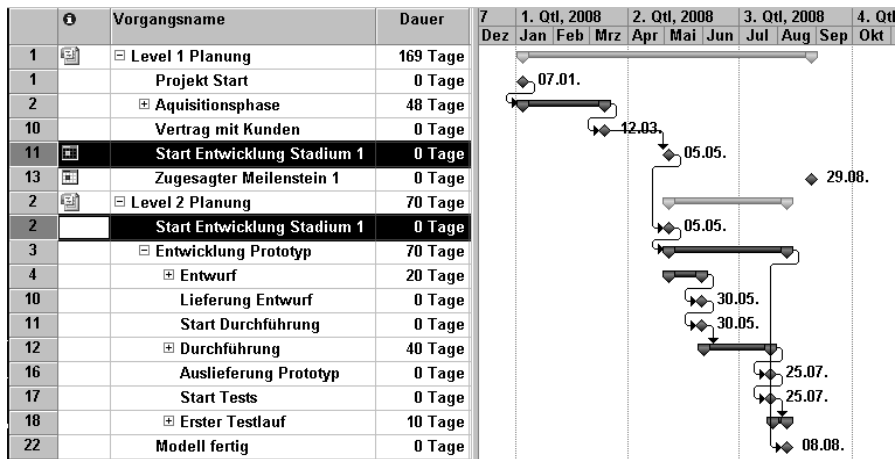 Vorgangsname Dauer 7 1. Qtl, 2008 2. Qtl, 2008 3. Qtl, 2008 4. Qtl
Dez Jan Feb Mrz Apr Mai Jun Jul Aug Sep Okt
1 Level 1 Planung 169 Tage
1 Projekt Start 0 Tage 07.01.
2 Aquisitionsphase 48 Tage
10 Vertrag mit Kunden 0 Tage 12.03.
11 Start Entwicklung Stadium 1 0 Tage 05.05.
13 Zugesagter Meilenstein 1 0 Tage 29.08.
2 Level 2 Planung 70 Tage
2 Start Entwicklung Stadium 1 0 Tage 05.05.
3 Entwicklung Prototyp 70 Tage
4 Entwurf 20 Tage
10 Lieferung Entwurf 0 Tage 30.05.
11 Start Durchführung 0 Tage 30.05.
12 Durchführung 40 Tage
16 Auslieferung Prototyp 0 Tage 25.07.
17 Start Tests 0 Tage 25.07.
18 Erster Testlauf 10 Tage
22 Modell fertig 0 Tage 08.08.